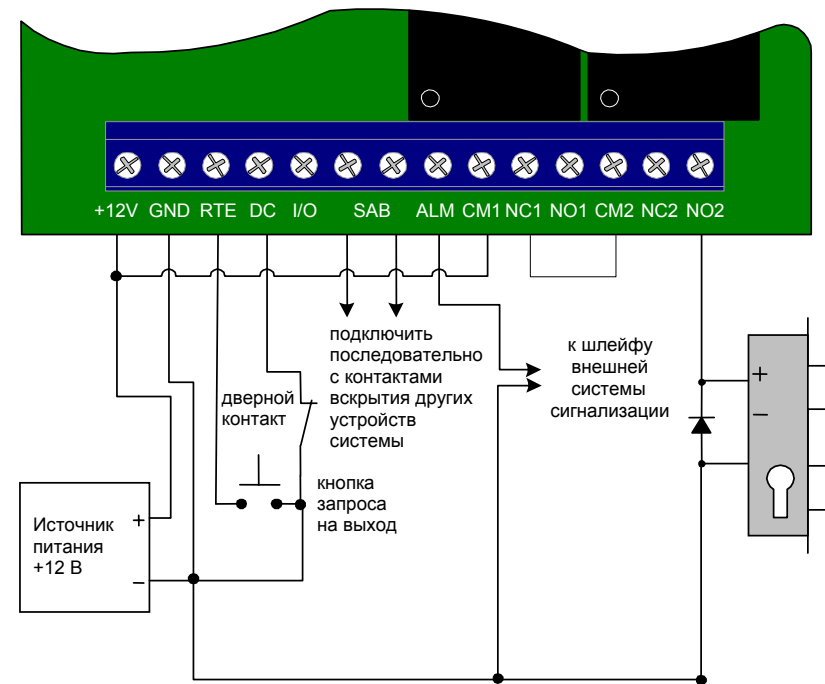 +12V GND RTE DC I/O SAB ALM CM1 NC1 NO1 CM2 NC2 NO2
подключить
последовательно
с контактами
вскрытия других
устройств
системы
к шлейфу
внешней
системы
сигнализации
дверной
контакт
кнопка
запроса
на выход
Источник
питания
+12 В
+
–
+
–